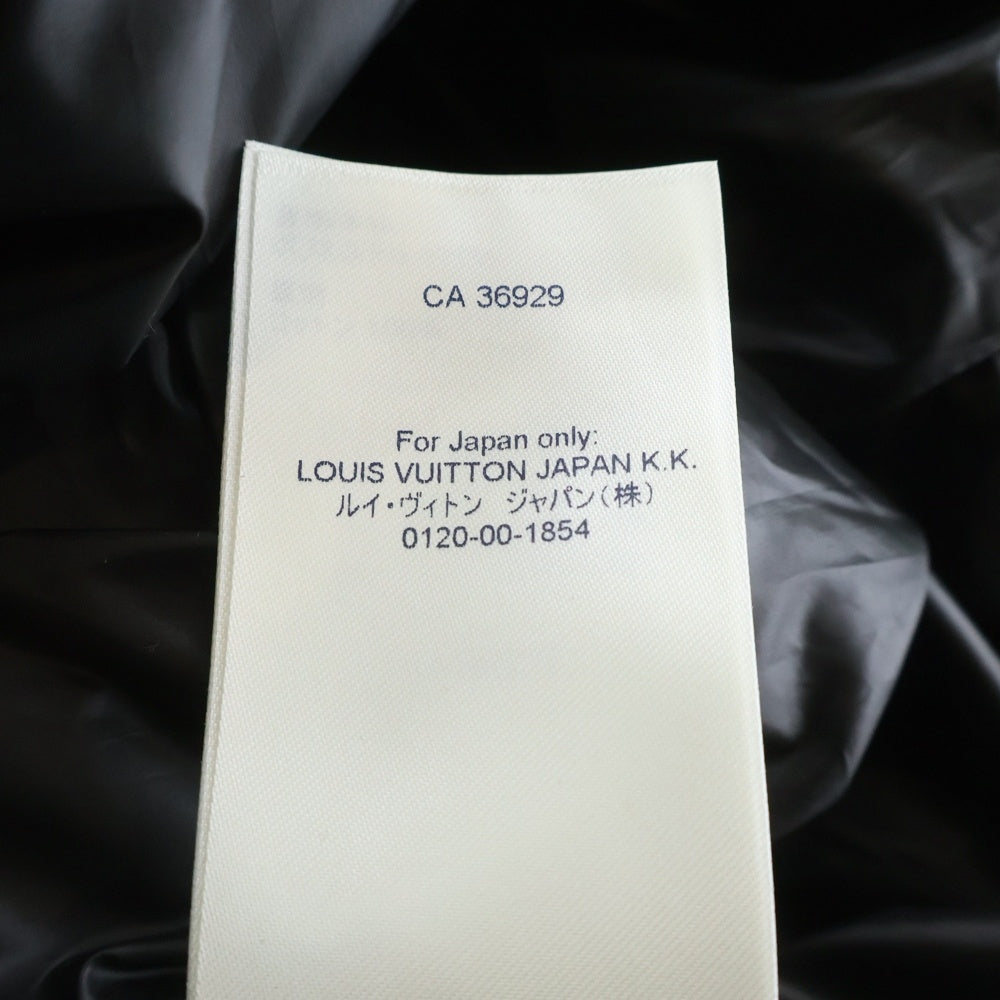 CA 36929
For Japan only:
LOUIS VUITTON JAPAN K.K.
ルイ・ヴィトン ジャパン(株)
0120-00-1854